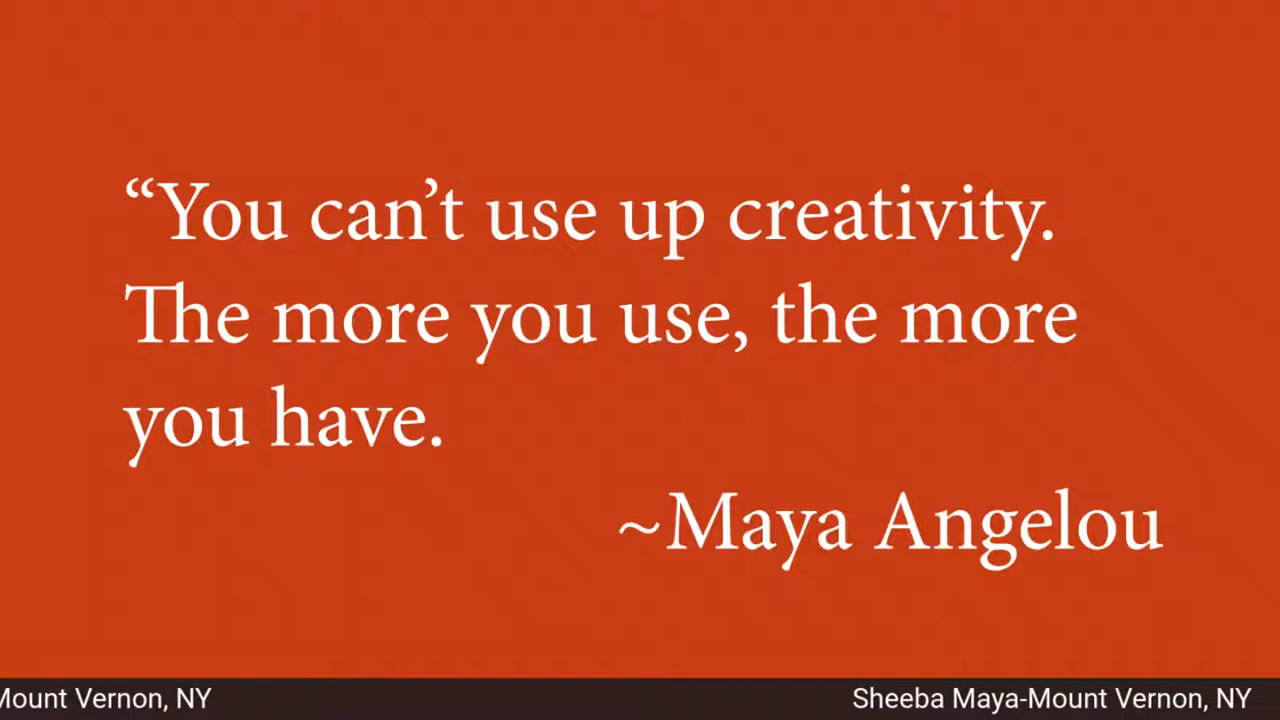 “You can’t use up creativity.
The more you use, the more
you have.
~Maya Angelou
Mount Vernon, NY
Sheeba Maya-Mount Vernon, NY